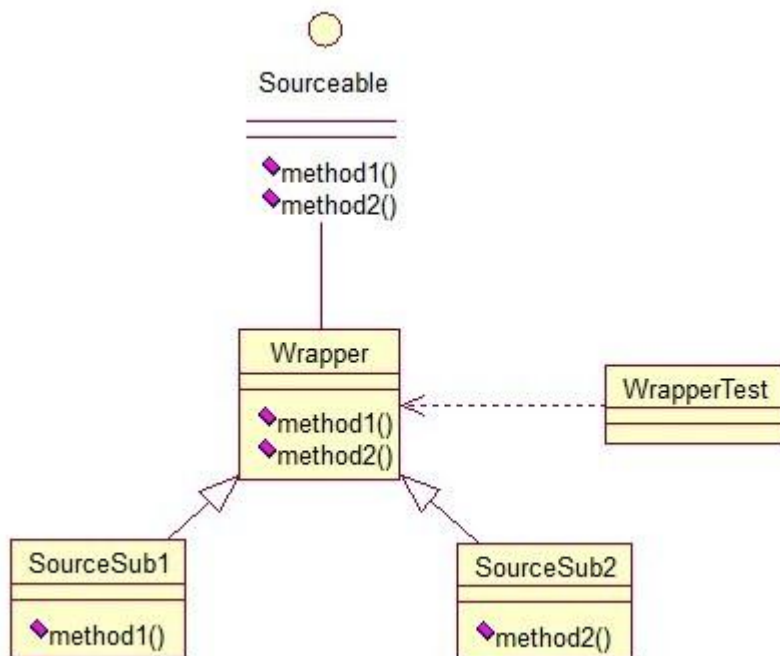 Sourceable
method1()
method2()
Wrapper
method1()
method2()
WrapperTest
SourceSub1
method1()
SourceSub2
method2()